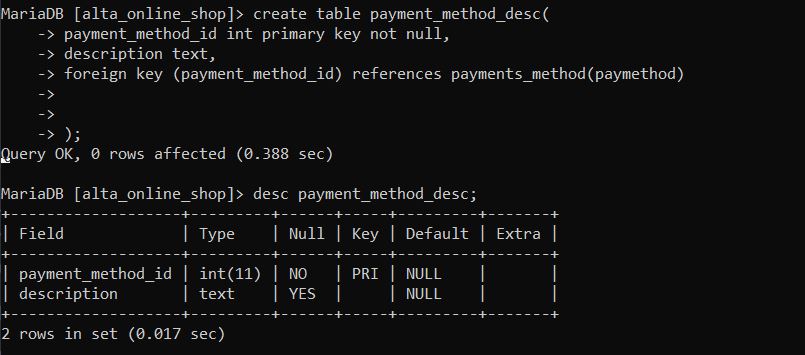 MariaDB [alta_online_shop]> create table payment_method_desc(
    -> payment_method_id int primary key not null,
    -> description text,
    -> foreign key (payment_method_id) references payments_method(paymethod)
    ->
    ->
    -> );
Query OK, 0 rows affected (0.388 sec)

MariaDB [alta_online_shop]> desc payment_method_desc;
+-------------------+---------+------+-----+---------+-------+
| Field             | Type    | Null | Key | Default | Extra |
+-------------------+---------+------+-----+---------+-------+
| payment_method_id | int(11) | NO   | PRI | NULL    |       |
| description       | text    | YES  |     | NULL    |       |
+-------------------+---------+------+-----+---------+-------+
2 rows in set (0.017 sec)